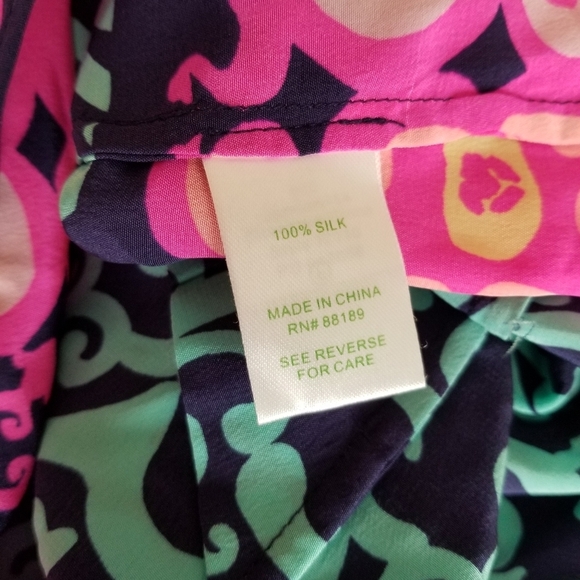 100% SILK
MADE IN CHINA
RN# 88189
SEE REVERSE
FOR CARE